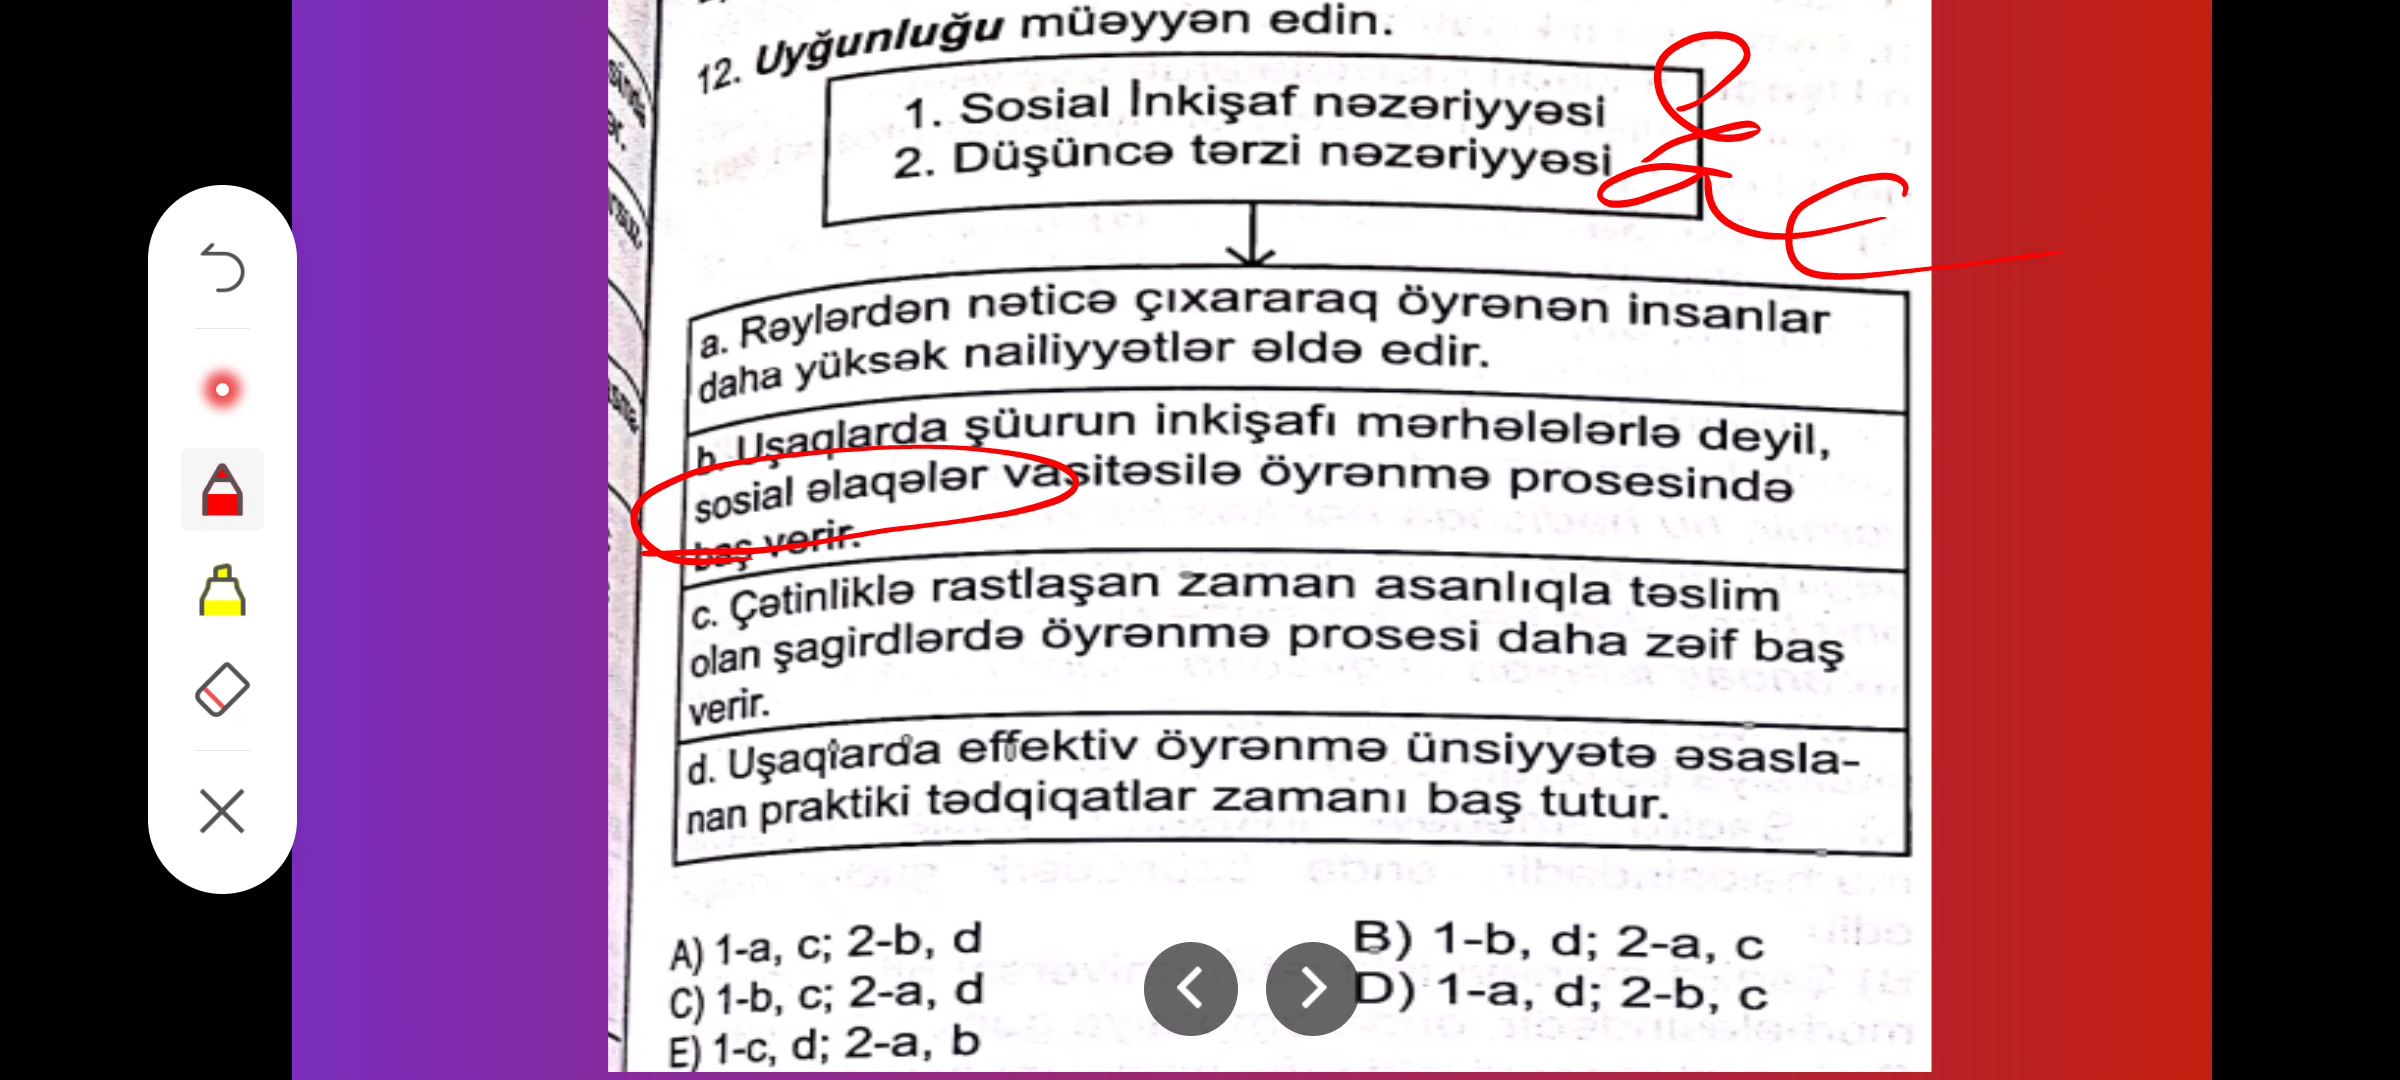 12. Uyğunluğu müəyyən edin.
1. Sosial İnkişaf nəzəriyyəsi
2. Düşüncə tərzi nəzəriyyəsi
a. Rəylərdən nəticə çıxararaq öyrənən insanlar
daha yüksək nailiyyətlər əldə edir.
b. Uşaqlarda şüurun inkişafı mərhələlərlə deyil,
sosial əlaqələr vasitəsilə öyrənmə prosesində
baş verir.
c. Çətinliklə rastlaşan zaman asanlıqla təslim
olan şagirdlərdə öyrənmə prosesi daha zəif baş
verir.
d. Uşaqlarda effektiv öyrənmə ünsiyyətə əsasla-
nan praktiki tədqiqatlar zamanı baş tutur.
A) 1-a, c; 2-b, d
B) 1-b, d; 2-a, c
C) 1-b, c; 2-a, d
D) 1-a, d; 2-b, c
E) 1-c, d; 2-a, b